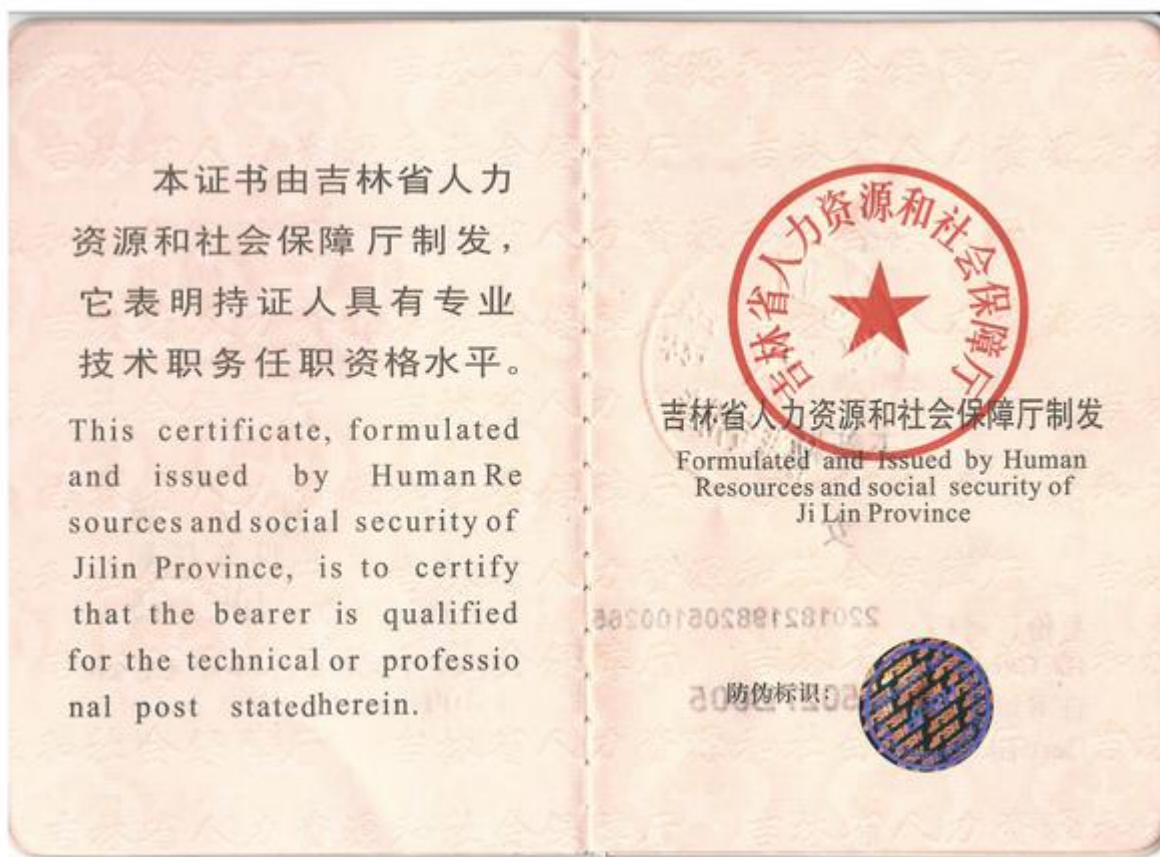 本证书由吉林省人力
资源和社会保障厅制发，
它表明持证人具有专业
技术职务任职资格水平。
This certificate, formulated
and issued by Human Re
sources and social security of
Jilin Province, is to certify
that the bearer is qualified
for the technical or professio
nal post statedherein.
吉林省人力资源和社会保障厅
吉林省人力资源和社会保障厅制发
Formulated and Issued by Human
Resources and social security of
Ji Lin Province
防伪标识：